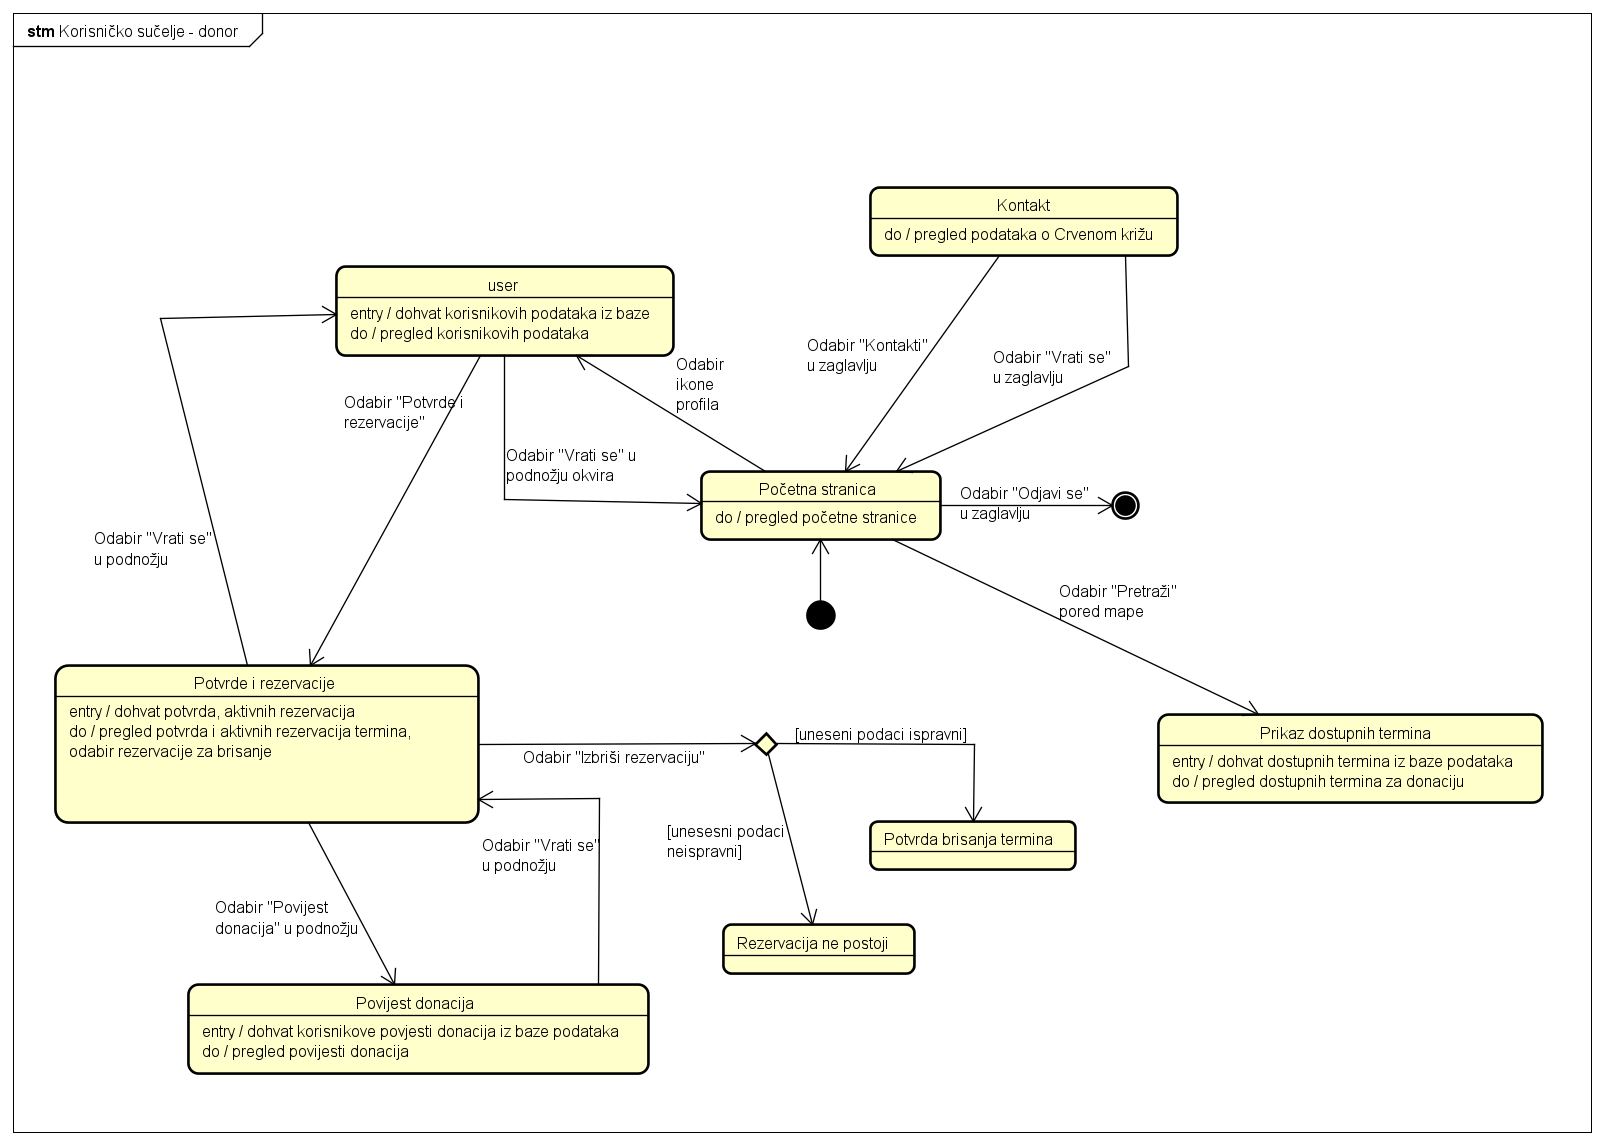 stm Korisničko sučelje - donor
Kontakt
do / pregled podataka o Crvenom križu
user
entry / dohvat korisnikovih podataka iz baze
do / pregled korisnikovih podataka
Odabir "Kontakti"
u zaglavlju
Odabir "Vrati se"
u zaglavlju
Odabir
ikone
profila
Odabir "Potvrde i
rezervacije"
Odabir "Vrati se" u
podnožju okvira
Početna stranica
do / pregled početne stranice
Odabir "Odjavi se"
u zaglavlju
Odabir "Vrati se"
u podnožju
Odabir "Pretraži"
pored mape
Potvrde i rezervacije
entry / dohvat potvrda, aktivnih rezervacija
do / pregled potvrda i aktivnih rezervacija termina,
odabir rezervacije za brisanje
Odabir "Izbriši rezervaciju"
[uneseni podaci ispravni]
Prikaz dostupnih termina
entry / dohvat dostupnih termina iz baze podataka
do / pregled dostupnih termina za donaciju
[unesesni podaci
neispravni]
Potvrda brisanja termina
Odabir "Vrati se"
u podnožju
Odabir "Povijest
donacija" u podnožju
Rezervacija ne postoji
Povijest donacija
entry / dohvat korisnikove povjesti donacija iz baze podataka
do / pregled povijesti donacija